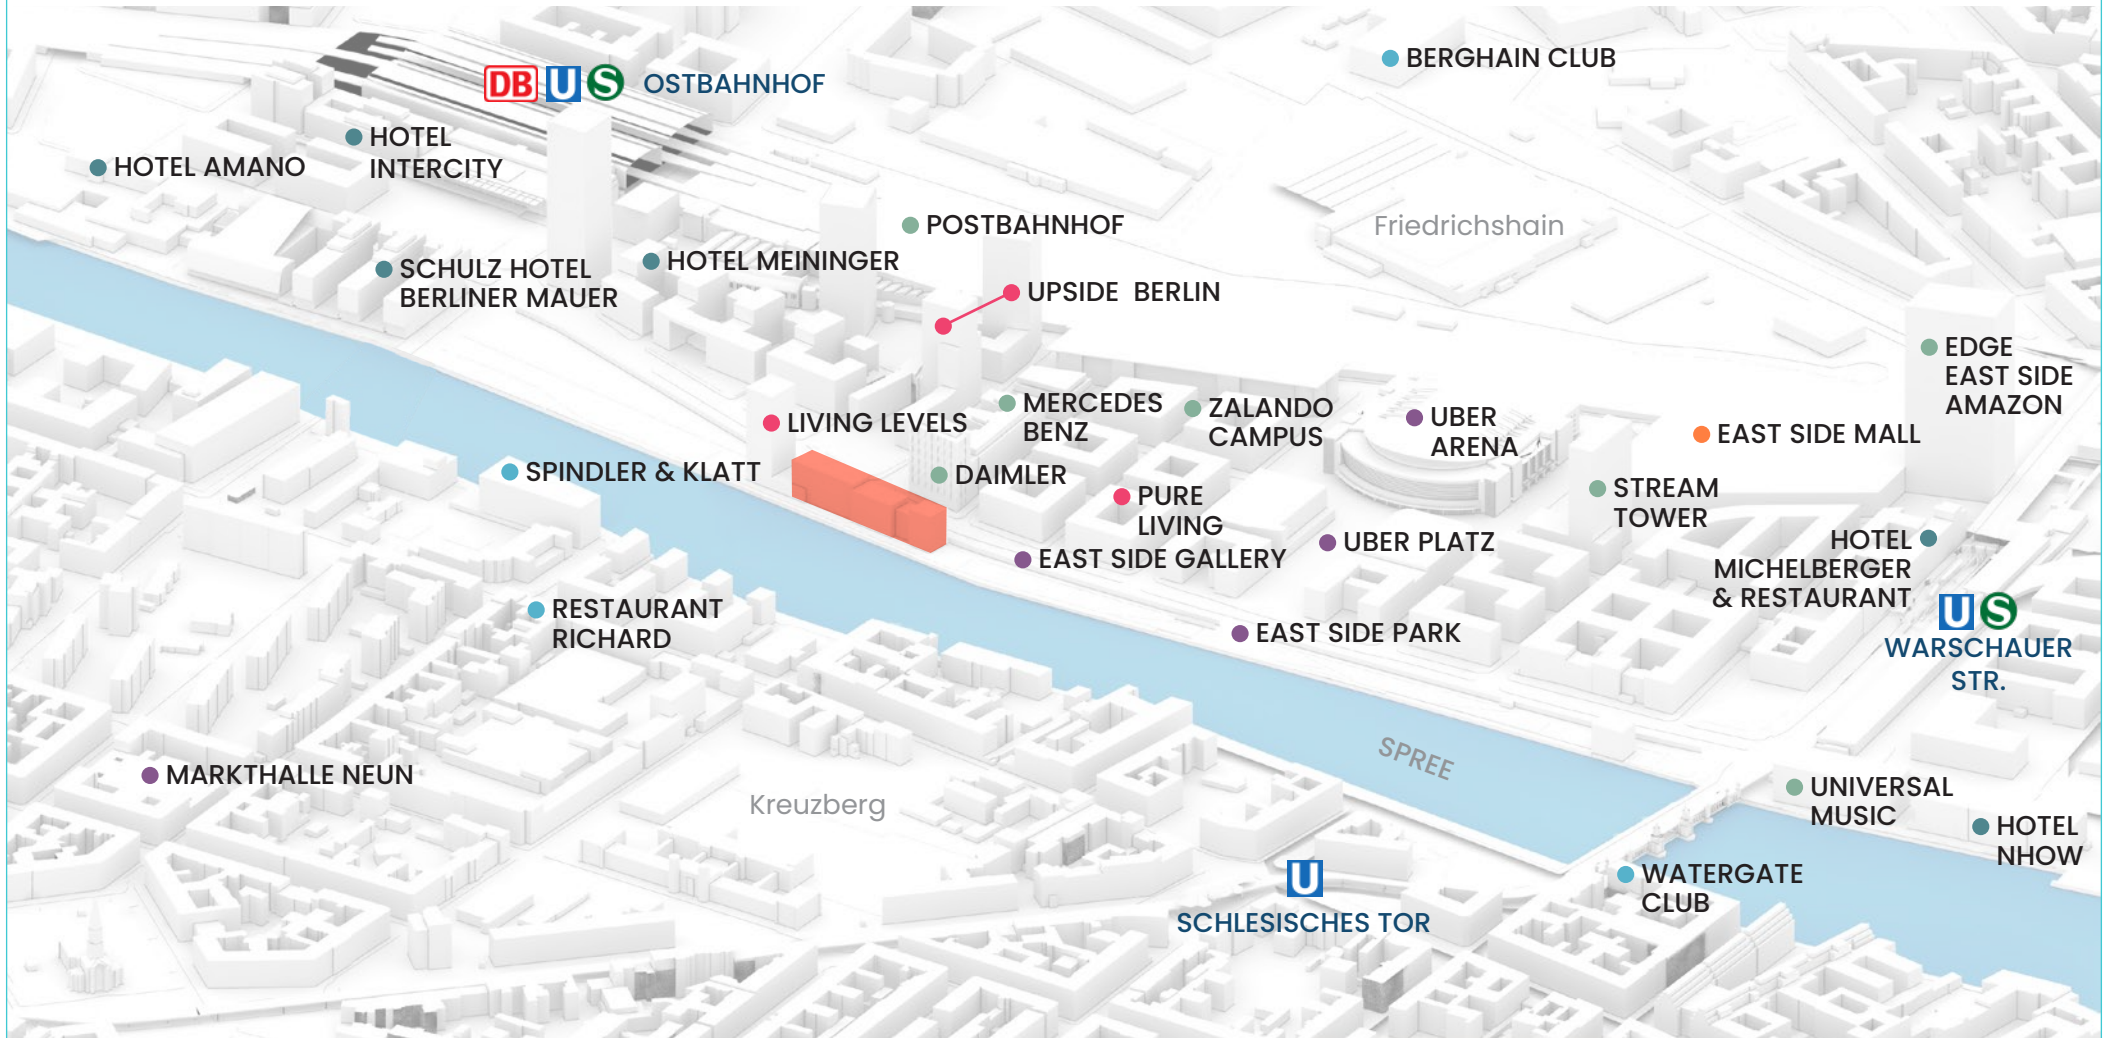 BERGHAIN CLUB
DB U S OSTBAHNHOF
HOTEL
INTERCITY
HOTEL AMANO
POSTBAHNHOF
Friedrichshain
HOTEL MEININGER
SCHULZ HOTEL
BERLINER MAUER
UPSIDE BERLIN
EDGE
EAST SIDE
AMAZON
MERCEDES
BENZ
ZALANDO
CAMPUS
UBER
ARENA
LIVING LEVELS
EAST SIDE MALL
SPINDLER & KLATT
DAIMLER
PURE
LIVING
STREAM
TOWER
EAST SIDE GALLERY
UBER PLATZ
HOTEL
MICHELBERGER
& RESTAURANT
U S
WARSCHAUER
STR.
RESTAURANT
RICHARD
EAST SIDE PARK
SPREE
MARKTHALLE NEUN
Kreuzberg
UNIVERSAL
MUSIC
HOTEL
NHOW
U
SCHLESISCHES TOR
WATERGATE
CLUB